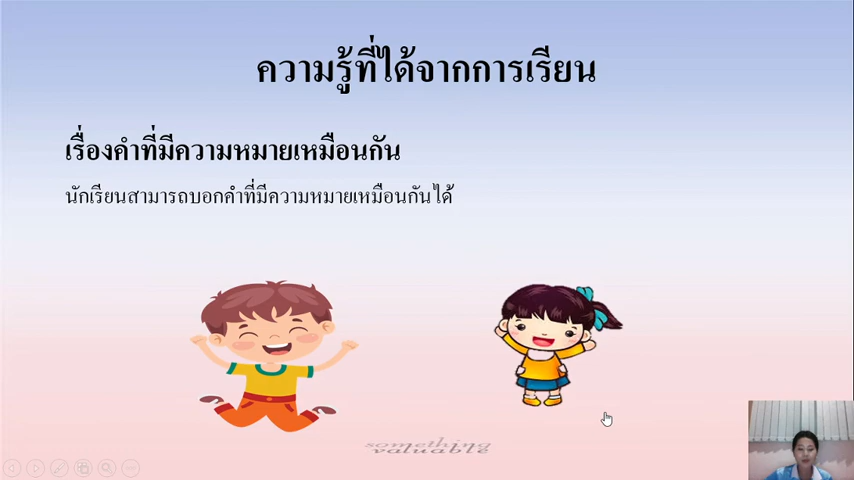 ความรู้ที่ได้จากการเรียน
เรื่องคำที่มีความหมายเหมือนกัน
นักเรียนสามารถบอกคำที่มีความหมายเหมือนกันได้
something
valuable